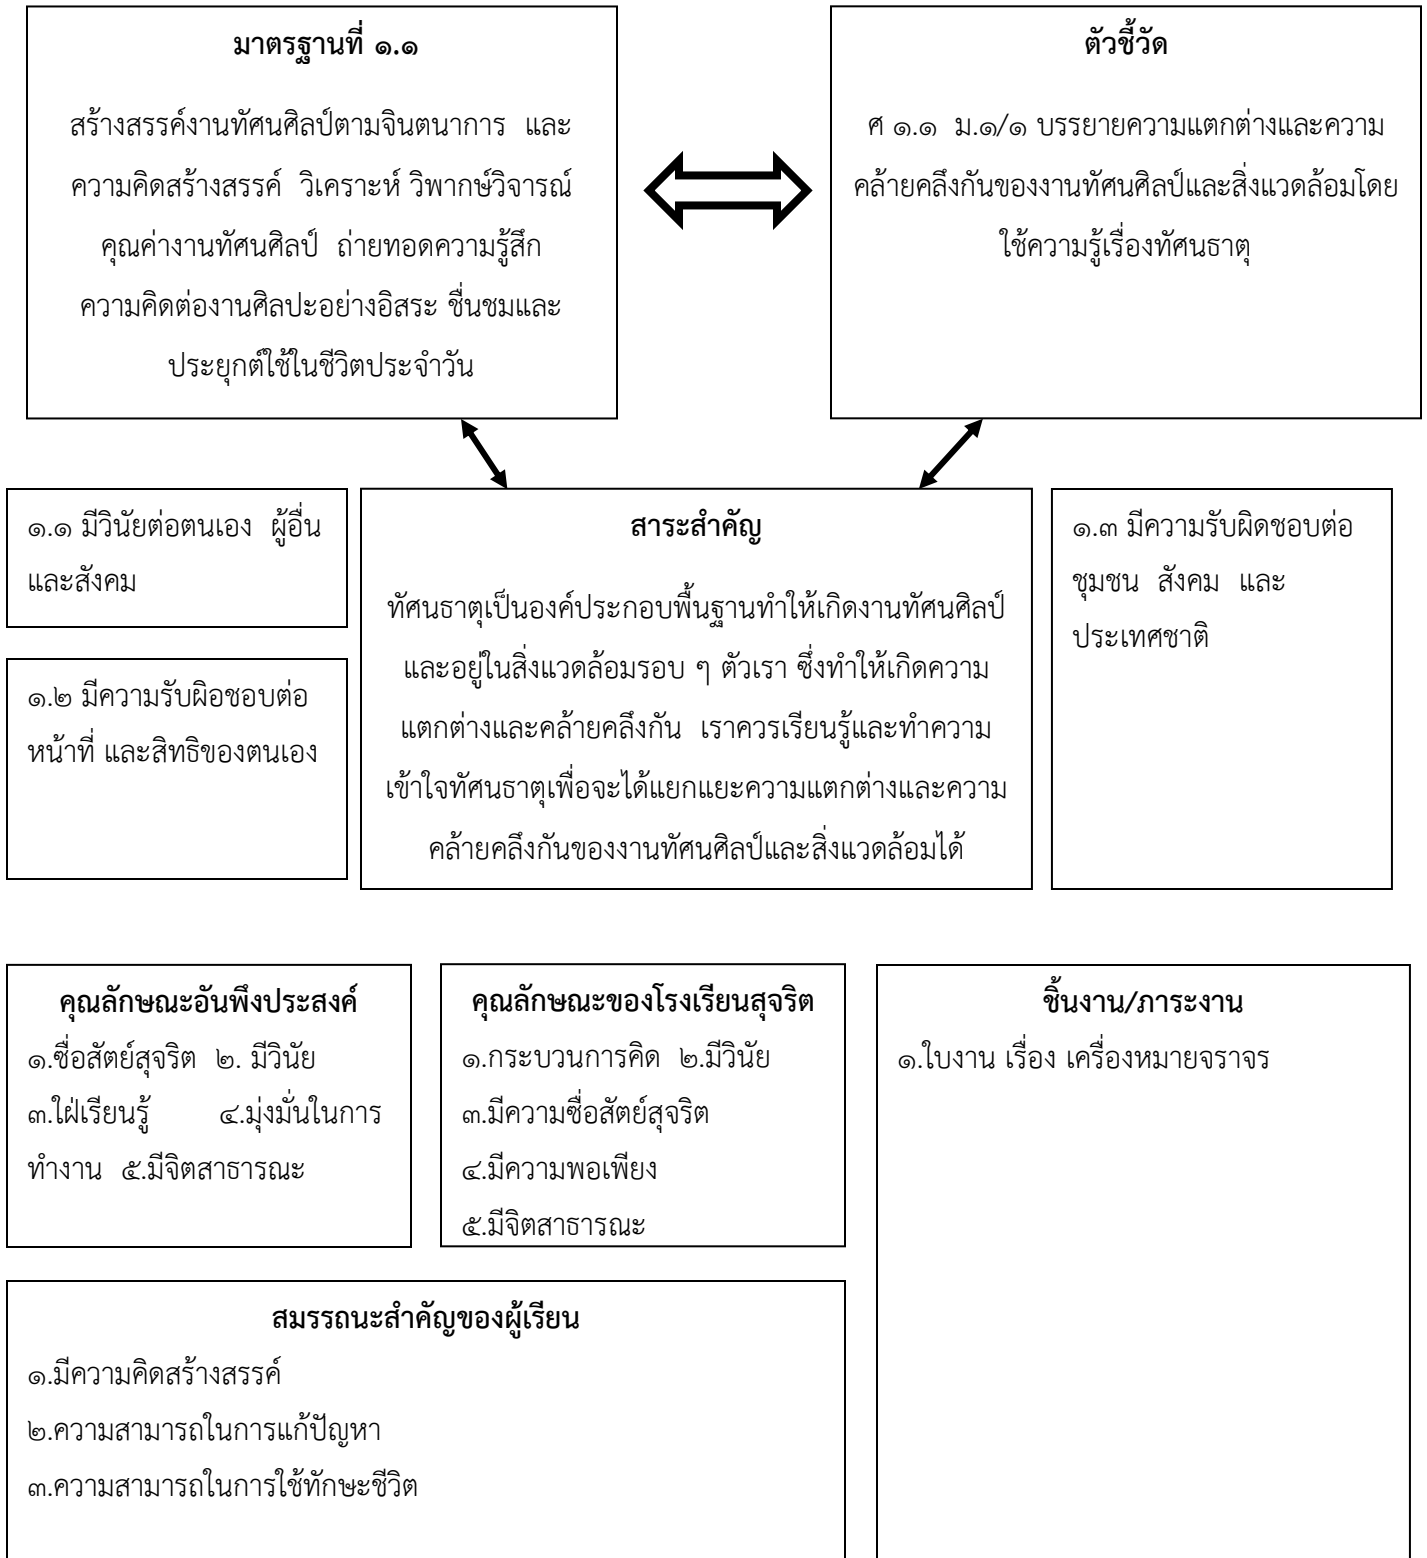 มาตรฐานที่ ๑.๑
สร้างสรรค์งานทัศนศิลป์ตามจินตนาการ และ
ความคิดสร้างสรรค์ วิเคราะห์ วิพากษ์วิจารณ์
คุณค่างานทัศนศิลป์ ถ่ายทอดความรู้สึก
ความคิดต่องานศิลปะอย่างอิสระ ชื่นชมและ
ประยุกต์ใช้ในชีวิตประจำวัน
ตัวชี้วัด
ศ ๑.๑ ม.๑/๑ บรรยายความแตกต่างและความ
คล้ายคลึงกันของงานทัศนศิลป์และสิ่งแวดล้อมโดย
ใช้ความรู้เรื่องทัศนธาตุ
๑.๑ มีวินัยต่อตนเอง ผู้อื่น
และสังคม
๑.๒ มีความรับผิอชอบต่อ
หน้าที่ และสิทธิของตนเอง
สาระสำคัญ
ทัศนธาตุเป็นองค์ประกอบพื้นฐานทำให้เกิดงานทัศนศิลป์
และอยู่ในสิ่งแวดล้อมรอบ ๆ ตัวเรา ซึ่งทำให้เกิดความ
แตกต่างและคล้ายคลึงกัน เราควรเรียนรู้และทำความ
เข้าใจทัศนธาตุเพื่อจะได้แยกแยะความแตกต่างและความ
คล้ายคลึงกันของงานทัศนศิลป์และสิ่งแวดล้อมได้
๑.๓ มีความรับผิดชอบต่อ
ชุมชน สังคม และ
ประเทศชาติ
คุณลักษณะอันพึงประสงค์
๑.ซื่อสัตย์สุจริต ๒. มีวินัย
๓.ใฝ่เรียนรู้ ๔.มุ่งมั่นในการ
ทำงาน ๕.มีจิตสาธารณะ
คุณลักษณะของโรงเรียนสุจริต
๑.กระบวนการคิด ๒.มีวินัย
๓.มีความซื่อสัตย์สุจริต
๔.มีความพอเพียง
๕.มีจิตสาธารณะ
ชิ้นงาน/ภาระงาน
๑.ใบงาน เรื่อง เครื่องหมายจราจร
สมรรถนะสำคัญของผู้เรียน
๑.มีความคิดสร้างสรรค์
๒.ความสามารถในการแก้ปัญหา
๓.ความสามารถในการใช้ทักษะชีวิต